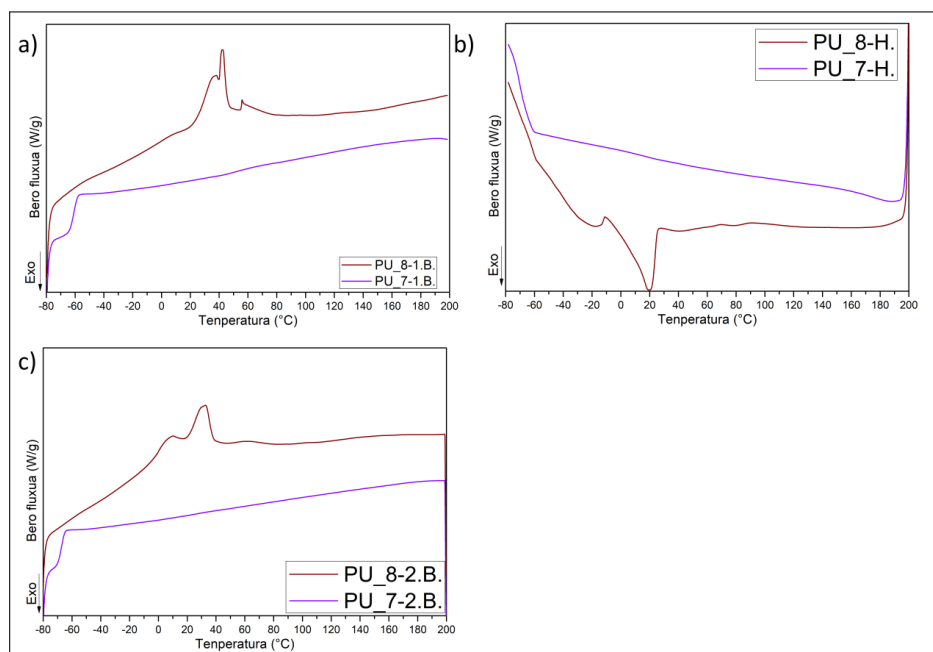 a)
Bero fluxua (W/g)
Exo
PU_8-1.B.
PU_7-1.B.
-80 -60 -40 -20 0 20 40 60 80 100 120 140 160 180 200
Tenperatura (°C)
b)
PU_8-H.
PU_7-H.
Bero fluxua (W/g)
Exo
-80 -60 -40 -20 0 20 40 60 80 100 120 140 160 180 200
Tenperatura (°C)
c)
Bero fluxua (W/g)
Exo
PU_8-2.B.
PU_7-2.B.
-80 -60 -40 -20 0 20 40 60 80 100 120 140 160 180 200
Tenperatura (°C)